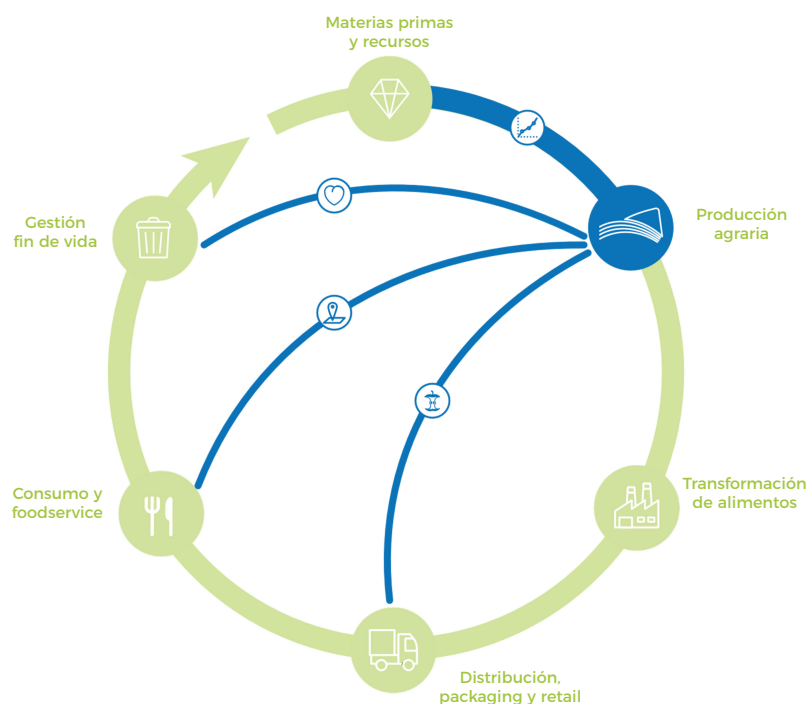 Materias primas
y recursos
Producción
agraria
Transformación
de alimentos
Distribución,
packaging y retail
Consumo y
foodservice
Gestión
fin de vida